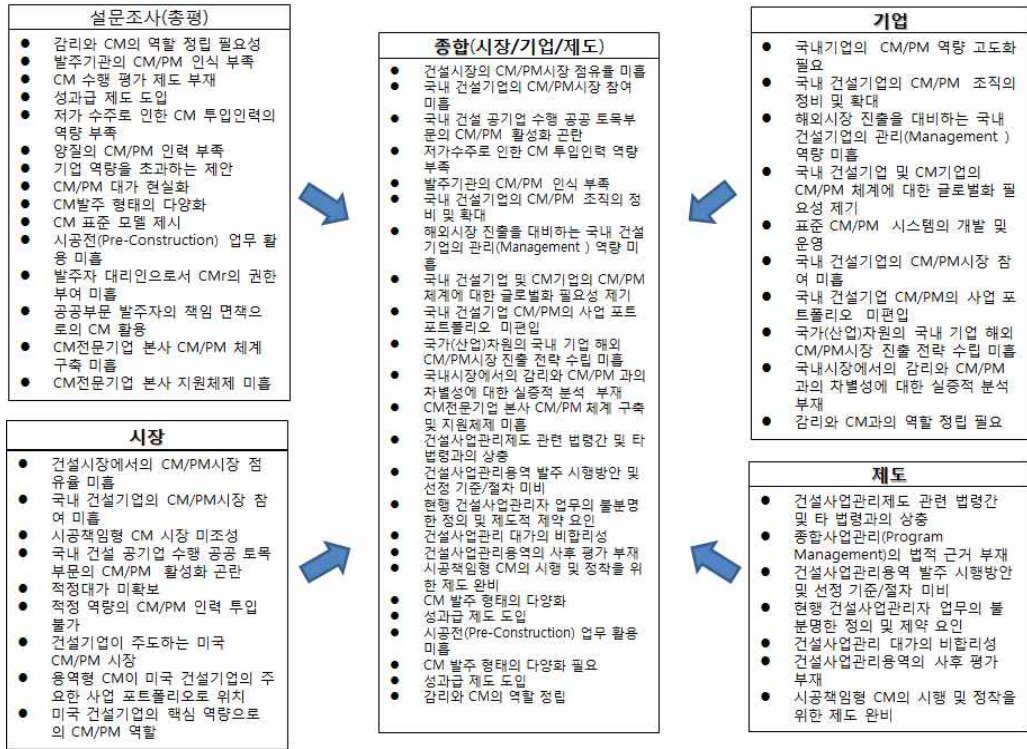 설문조사(총평)
● 감리와 CM의 역할 정립 필요성
● 발주기관의 CM/PM 인식 부족
● CM 수행 평가 제도 부재
● 성과급 제도 도입
● 저가 수주로 인한 CM 투입인력의
역량 부족
● 양질의 CM/PM 인력 부족
● 기업 역량을 초과하는 제안
● CM/PM 대가 현실화
● CM발주 형태의 다양화
● CM 표준 모델 제시
● 시공전(Pre-Construction) 업무 활
용 미흡
● 발주자 대리인으로서 CMr의 권한
부여 미흡
● 공공부문 발주자의 책임 면책으
로의 CM 활용
● CM전문기업 본사 CM/PM 체계
구축 미흡
● CM전문기업 본사 지원체제 미흡
시장
● 건설시장에서의 CM/PM시장 점
유율 미흡
● 국내 건설기업의 CM/PM시장 참
여 미흡
● 시공책임형 CM 시장 미조성
● 국내 건설 공기업 수행 공공 토목
부문의 CM/PM 활성화 곤란
● 적정대가 미확보
● 적정 역량의 CM/PM 인력 투입
불가
● 건설기업이 주도하는 미국
CM/PM 시장
● 용역형 CM이 미국 건설기업의 주
요한 사업 포트폴리오로 위치
● 미국 건설기업의 핵심 역량으로
의 CM/PM 역할
종합(시장/기업/제도)
● 건설시장의 CM/PM시장 점유율 미흡
● 국내 건설기업의 CM/PM시장 참여
미흡
● 국내 건설 공기업 수행 공공 토목부
문의 CM/PM 활성화 곤란
● 저가수주로 인한 CM 투입인력 역량
부족
● 발주기관의 CM/PM 인식 부족
● 국내 건설기업의 CM/PM 조직의 정
비 및 확대
● 해외시장 진출을 대비하는 국내 건설
기업의 관리(Management ) 역량 미
흡
● 국내 건설기업 및 CM기업의 CM/PM
체계에 대한 글로벌화 필요성 제기
● 국내 건설기업 CM/PM의 사업 포트
포트폴리오 미편입
● 국가(산업)차원의 국내 기업 해외
CM/PM시장 진출 전략 수립 미흡
● 국내시장에서의 감리와 CM/PM 과의
차별성에 대한 실증적 분석 부재
● CM전문기업 본사 CM/PM 체계 구축
및 지원체제 미흡
● 건설사업관리제도 관련 법령간 및 타
법령과의 상충
● 건설사업관리용역 발주 시행방안 및
선정 기준/절차 미비
● 현행 건설사업관리자 업무의 불분명
한 정의 및 제도적 제약 요인
● 건설사업관리 대가의 비합리성
● 건설사업관리용역의 사후 평가 부재
● 시공책임형 CM의 시행 및 정착을 위
한 제도 완비
● CM 발주 형태의 다양화
● 성과급 제도 도입
● 시공전(Pre-Construction) 업무 활용
미흡
● CM 발주 형태의 다양화 필요
● 성과급 제도 도입
● 감리와 CM의 역할 정립
기업
● 국내기업의 CM/PM 역량 고도화
필요
● 국내 건설기업의 CM/PM 조직의
정비 및 확대
● 해외시장 진출을 대비하는 국내
건설기업의 관리(Management )
역량 미흡
● 국내 건설기업 및 CM기업의
CM/PM 체계에 대한 글로벌화 필
요성 제기
● 표준 CM/PM 시스템의 개발 및
운영
● 국내 건설기업의 CM/PM시장 참
여 미흡
● 국내 건설기업 CM/PM의 사업 포
트폴리오 미편입
● 국가(산업)차원의 국내 기업 해외
CM/PM시장 진출 전략 수립 미흡
● 국내시장에서의 감리와 CM/PM
과의 차별성에 대한 실증적 분석
부재
● 감리와 CM과의 역할 정립 필요
제도
● 건설사업관리제도 관련 법령간
및 타 법령과의 상충
● 종합사업관리(Program
Management)의 법적 근거 부재
● 건설사업관리용역 발주 시행방안
및 선정 기준/절차 미비
● 현행 건설사업관리자 업무의 불
분명한 정의 및 제약 요인
● 건설사업관리 대가의 비합리성
● 건설사업관리용역의 사후 평가
부재
● 시공책임형 CM의 시행 및 정착을
위한 제도 완비